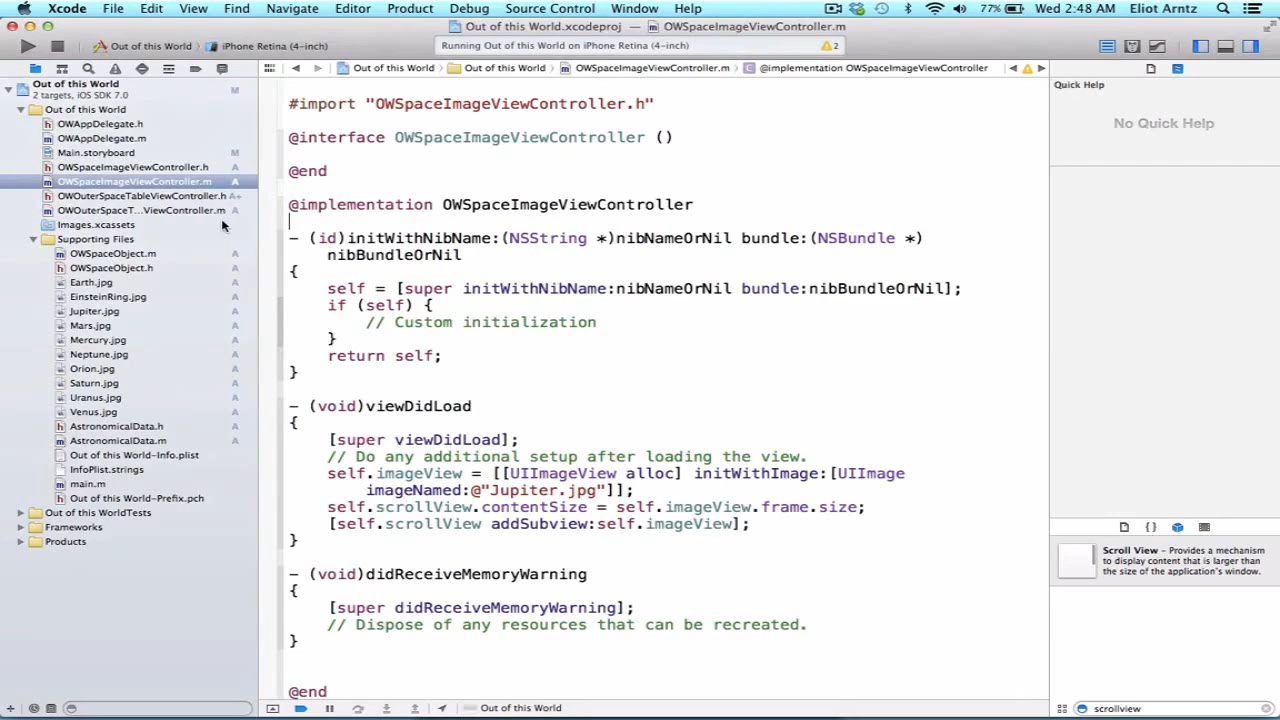 Xcode File Edit View Find Navigate Editor Product Debug Source Control Window Help 77% Wed 2:48 AM Eliot Arntz
Out of this World.xcodeproj — OWSpaceImageViewController.m
Out of this World iPhone Retina (4-inch) Running Out of this World on iPhone Retina (4-inch) 2
Out of this World Out of this World OWSpaceImageViewController.m @implementation OWSpaceImageViewController
Out of this World M
2 targets, iOS SDK 7.0
Out of this World
OWAppDelegate.h
OWAppDelegate.m
Main.storyboard M
OWSpaceImageViewController.h A
OWSpaceImageViewController.m A
OWOuterSpaceTableViewController.h A+
OWOuterSpaceT...ViewController.m A
Images.xcassets
Supporting Files
OWSpaceObject.m A
OWSpaceObject.h A
Earth.jpg A
EinsteinRing.jpg A
Jupiter.jpg A
Mars.jpg A
Mercury.jpg A
Neptune.jpg A
Orion.jpg A
Saturn.jpg A
Uranus.jpg A
Venus.jpg A
AstronomicalData.h A
AstronomicalData.m A
Out of this World-Info.plist
InfoPlist.strings
main.m
Out of this World-Prefix.pch
Out of this WorldTests
Frameworks
Products
#import "OWSpaceImageViewController.h"
@interface OWSpaceImageViewController ()
@end
@implementation OWSpaceImageViewController
- (id)initWithNibName:(NSString *)nibNameOrNil bundle:(NSBundle *)
nibBundleOrNil
{
self = [super initWithNibName:nibNameOrNil bundle:nibBundleOrNil];
if (self) {
// Custom initialization
}
return self;
}
- (void)viewDidLoad
{
[super viewDidLoad];
// Do any additional setup after loading the view.
self.imageView = [[UIImageView alloc] initWithImage:[UIImage
imageNamed:@"Jupiter.jpg"]];
self.scrollView.contentSize = self.imageView.frame.size;
[self.scrollView addSubview:self.imageView];
}
- (void)didReceiveMemoryWarning
{
[super didReceiveMemoryWarning];
// Dispose of any resources that can be recreated.
}
@end
Out of this World
Quick Help
No Quick Help
Scroll View - Provides a mechanism
to display content that is larger than
the size of the application's window.
scrollview